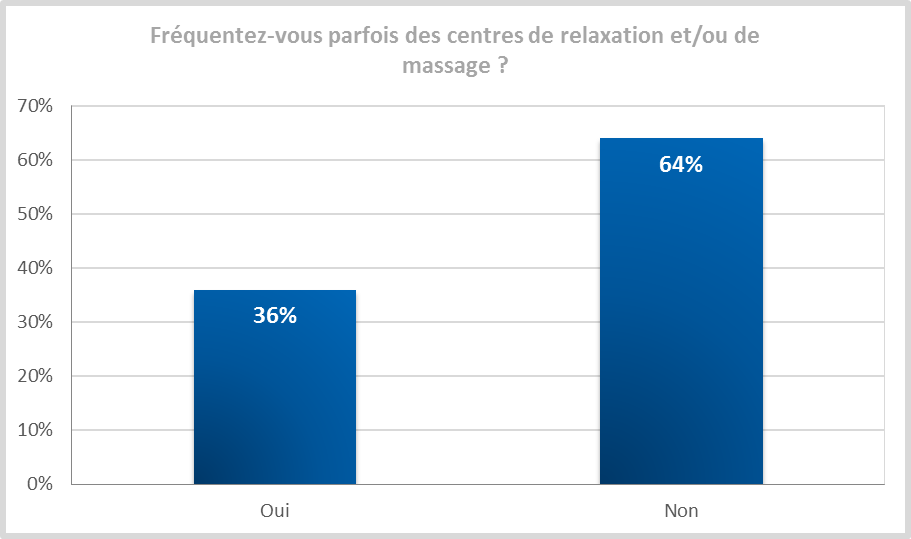 Fréquentez-vous parfois des centres de relaxation et/ou de
massage ?
70%
60%
50%
40%
30%
20%
10%
0%
36%
64%
Oui
Non